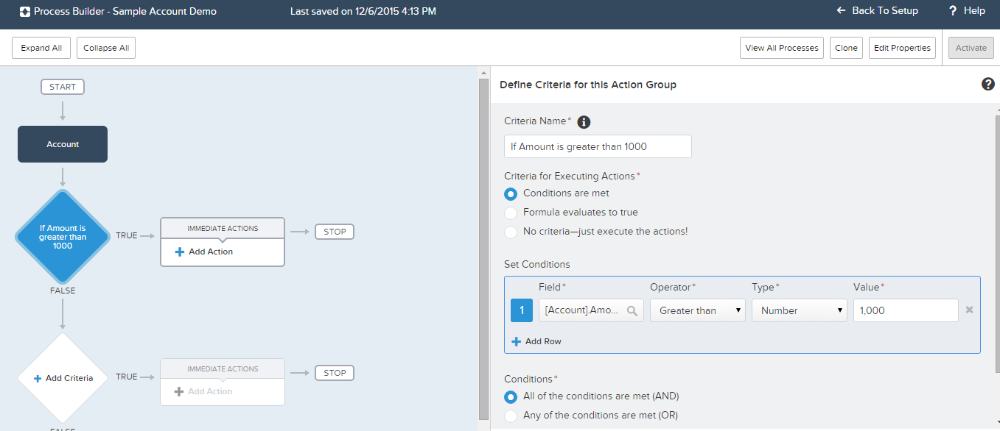 Process Builder - Sample Account Demo
Last saved on 12/6/2015 4:13 PM
Back To Setup
? Help
Expand All
Collapse All
View All Processes
Clone
Edit Properties
Activate
START
Account
If Amount is
greater than
1000
TRUE
IMMEDIATE ACTIONS
Add Action
STOP
FALSE
Add Criteria
TRUE
IMMEDIATE ACTIONS
Add Action
STOP
FALSE
Define Criteria for this Action Group
?
Criteria Name*
i
If Amount is greater than 1000
Criteria for Executing Actions*
Conditions are met
Formula evaluates to true
No criteria—just execute the actions!
Set Conditions
Field* Operator* Type* Value*
1 [Account].Amo... Greater than Number 1,000
Add Row
Conditions*
All of the conditions are met (AND)
Any of the conditions are met (OR)